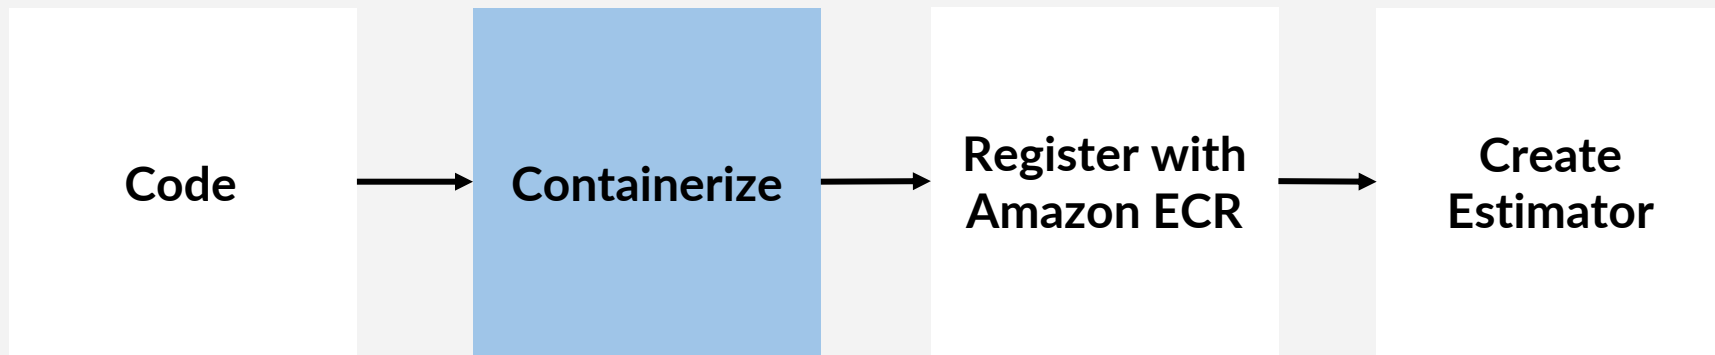 Code
Containerize
Register with
Amazon ECR
Create
Estimator